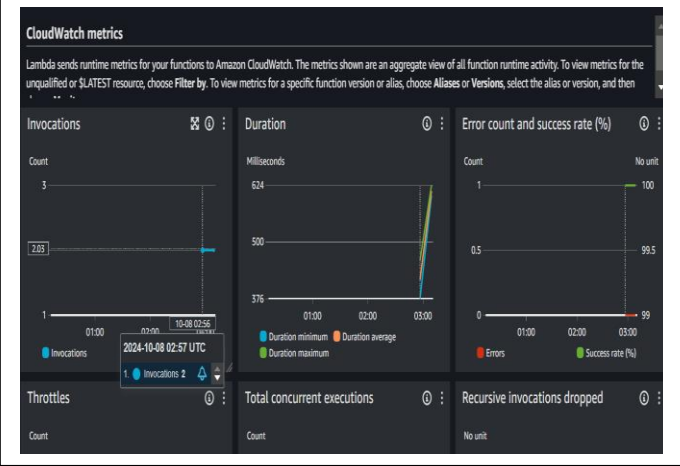 CloudWatch metrics
Lambda sends runtime metrics for your functions to Amazon CloudWatch. The metrics shown are an aggregate view of all function runtime activity. To view metrics for the
unqualified or $LATEST resource, choose Filter by. To view metrics for a specific function version or alias, choose Aliases or Versions, select the alias or version, and then
Invocations
Count
3
2.03
1
01:00
02:00
10-08 02:56
Invocations
2024-10-08 02:57 UTC
1. Invocations 2
Duration
Milliseconds
624
500
376
01:00
02:00
03:00
Duration minimum
Duration average
Duration maximum
Error count and success rate (%)
Count
No unit
1
100
0.5
99.5
0
99
01:00
02:00
03:00
Errors
Success rate (%)
Throttles
Count
Total concurrent executions
Count
Recursive invocations dropped
No unit